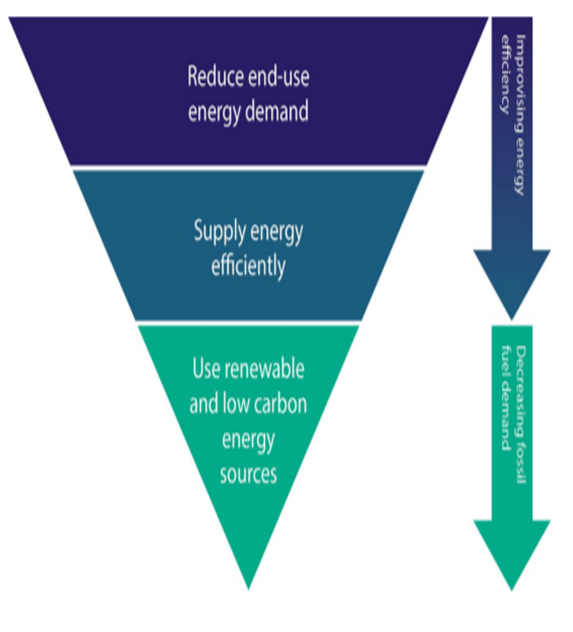 Reduce end-use
energy demand
Supply energy
efficiently
Use renewable
and low carbon
energy
sources
Improvising energy
efficiency
Decreasing fossil
fuel demand